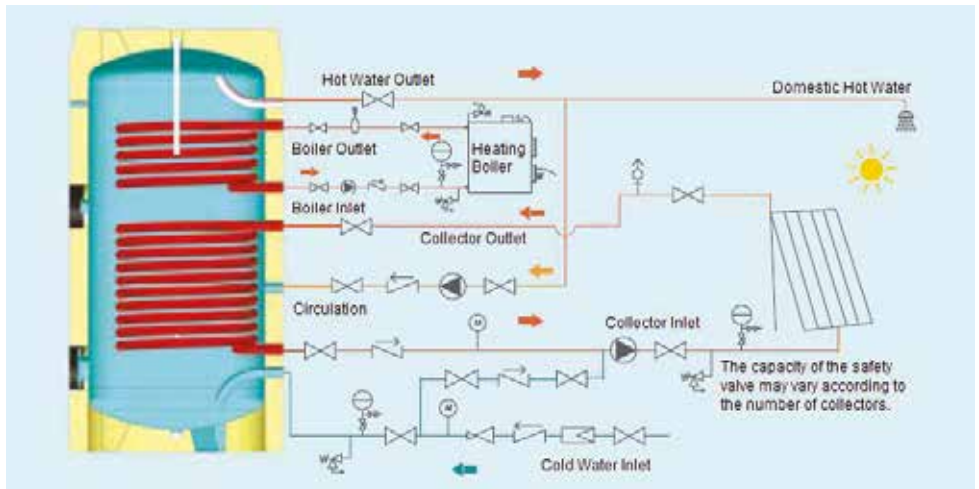 Hot Water Outlet
Domestic Hot Water
Boiler Outlet
Heating
Boiler
Boiler Inlet
Collector Outlet
Circulation
Collector Inlet
M
The capacity of the safety
valve may vary according to
the number of collectors.
M
Cold Water Inlet